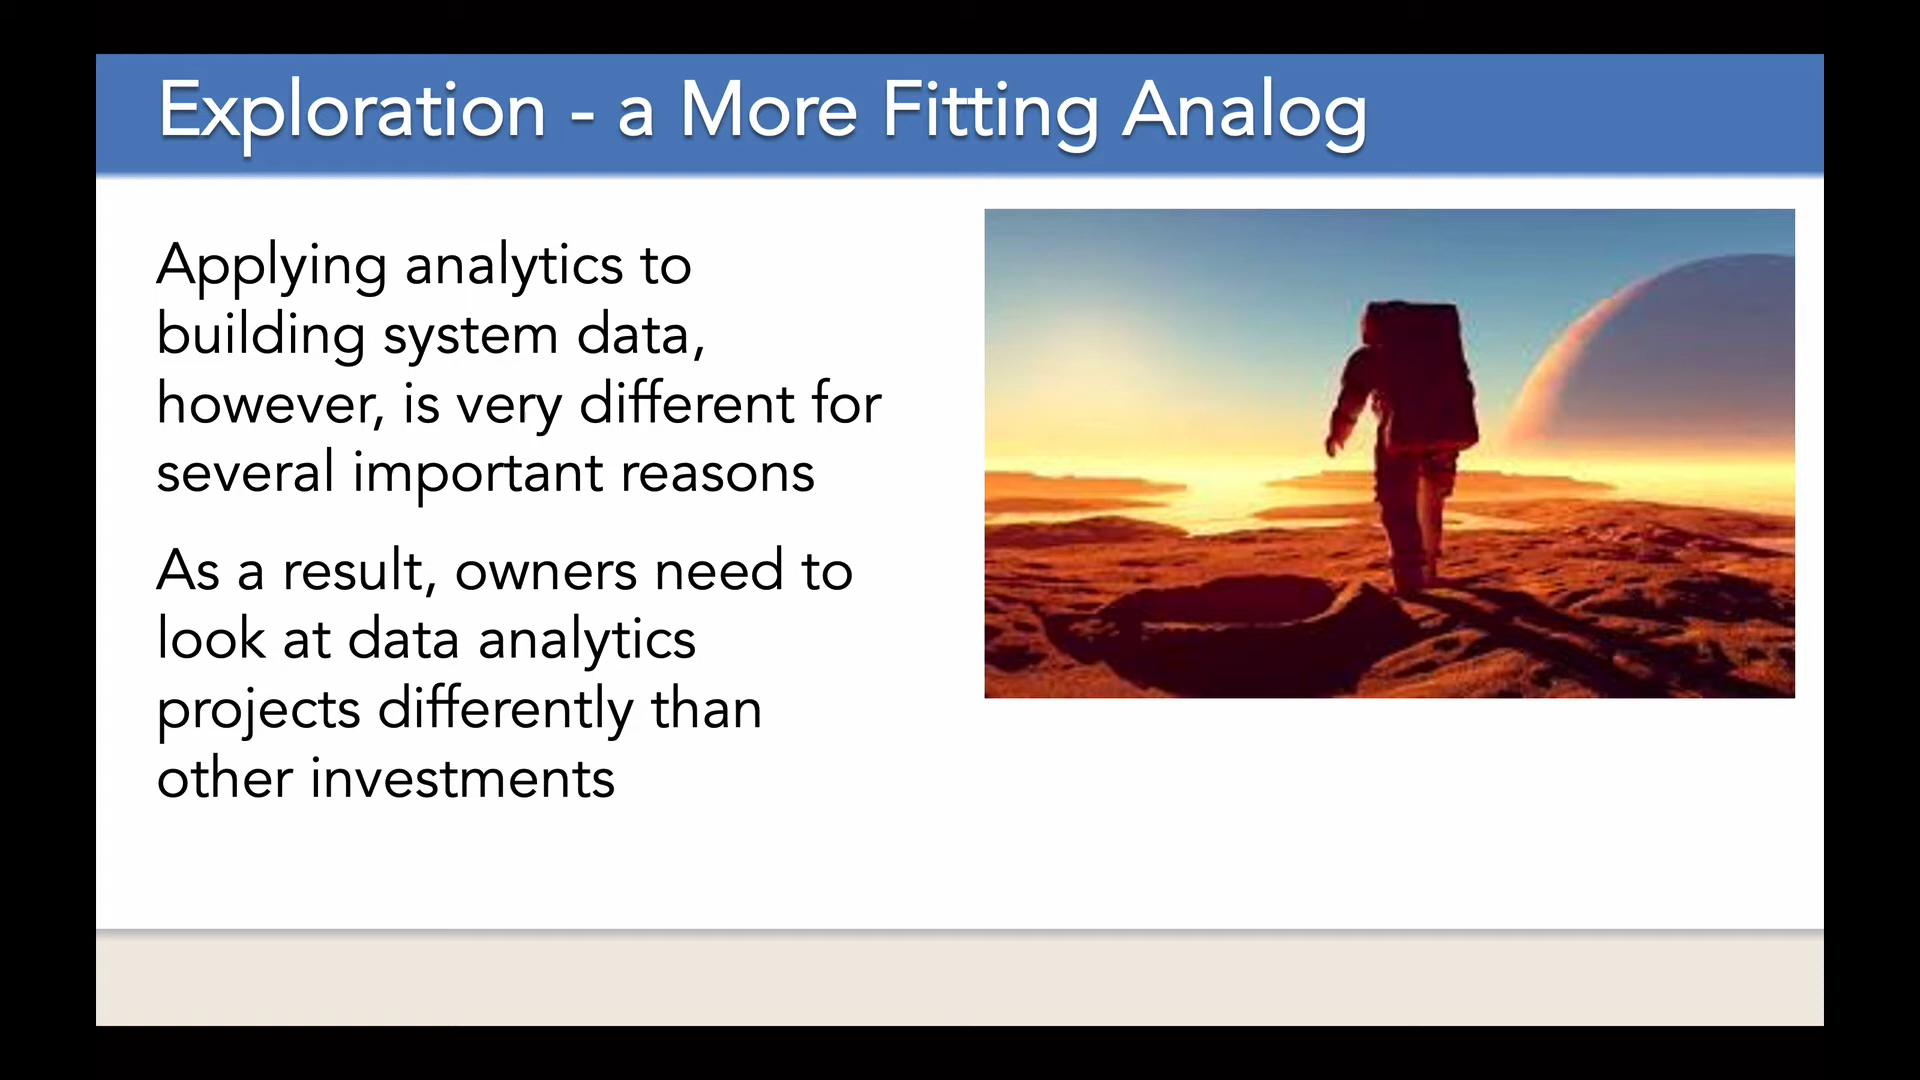 Exploration - a More Fitting Analog
Applying analytics to
building system data,
however, is very different for
several important reasons
As a result, owners need to
look at data analytics
projects differently than
other investments